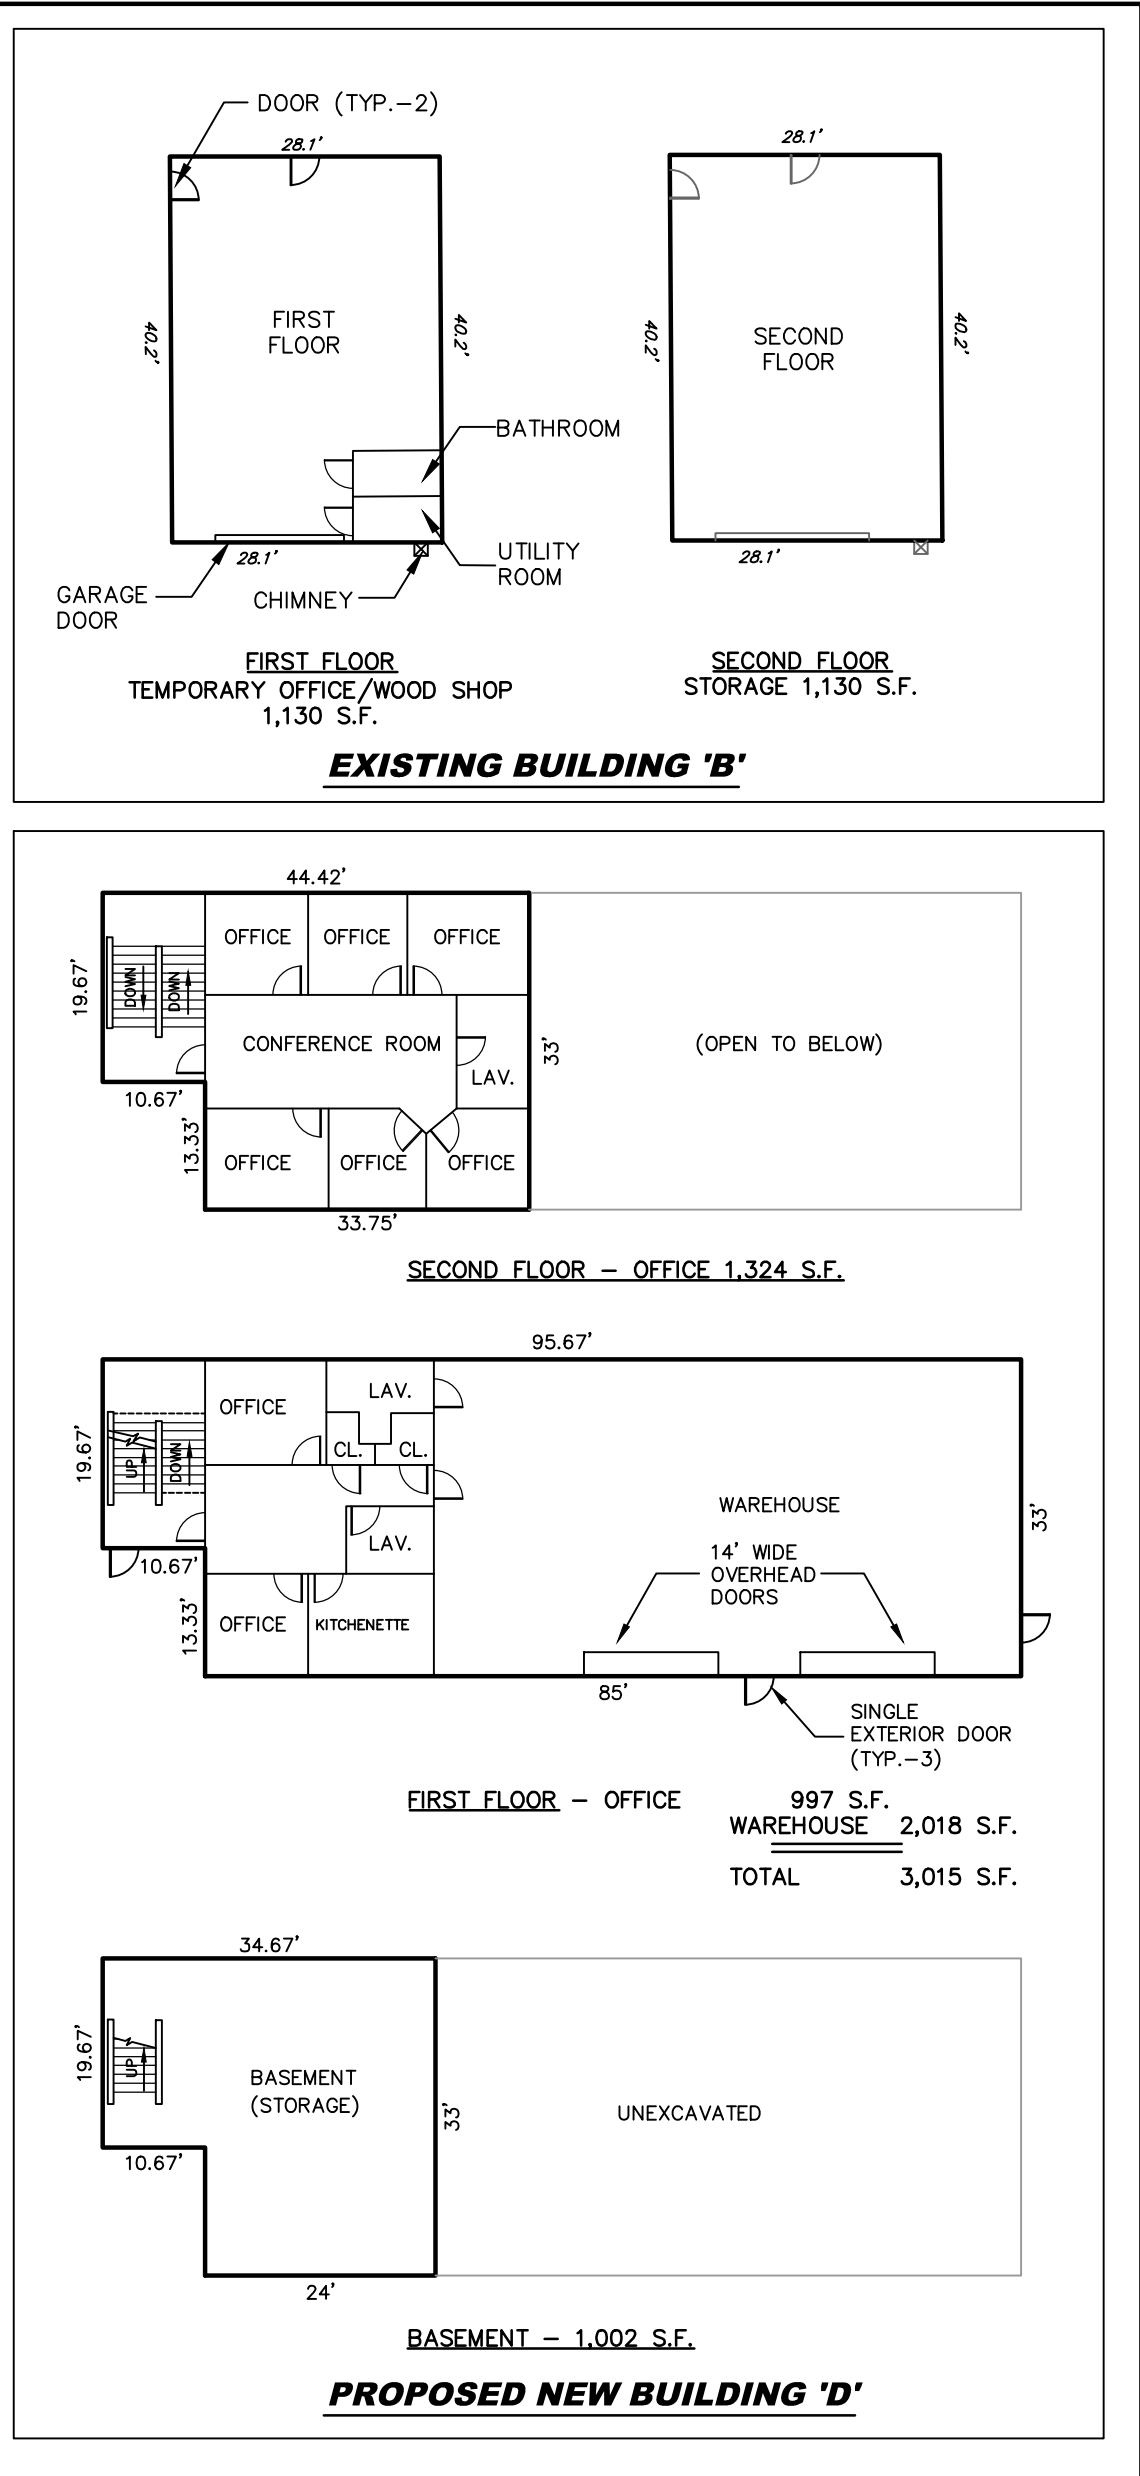 DOOR (TYP.-2)
28.1'
28.1'
40.2'
FIRST
FLOOR
40.2'
40.2'
SECOND
FLOOR
40.2'
BATHROOM
28.1'
UTILITY
ROOM
28.1'
GARAGE
DOOR
CHIMNEY
FIRST FLOOR
TEMPORARY OFFICE/WOOD SHOP
1,130 S.F.
SECOND FLOOR
STORAGE 1,130 S.F.
EXISTING BUILDING 'B'
44.42'
OFFICE OFFICE OFFICE
19.67'
DOWN
DOWN
CONFERENCE ROOM
33'
(OPEN TO BELOW)
LAV.
10.67'
13.33'
OFFICE OFFICE OFFICE
33.75'
SECOND FLOOR - OFFICE 1,324 S.F.
95.67'
LAV.
OFFICE
19.67'
UP
DOWN
CL. CL.
WAREHOUSE
33'
LAV.
14' WIDE
OVERHEAD
DOORS
10.67'
13.33'
OFFICE KITCHENETTE
85'
SINGLE
EXTERIOR DOOR
(TYP.-3)
FIRST FLOOR - OFFICE 997 S.F.
WAREHOUSE 2,018 S.F.
TOTAL 3,015 S.F.
34.67'
19.67'
UP
BASEMENT
(STORAGE)
33'
UNEXCAVATED
10.67'
24'
BASEMENT - 1,002 S.F.
PROPOSED NEW BUILDING 'D'